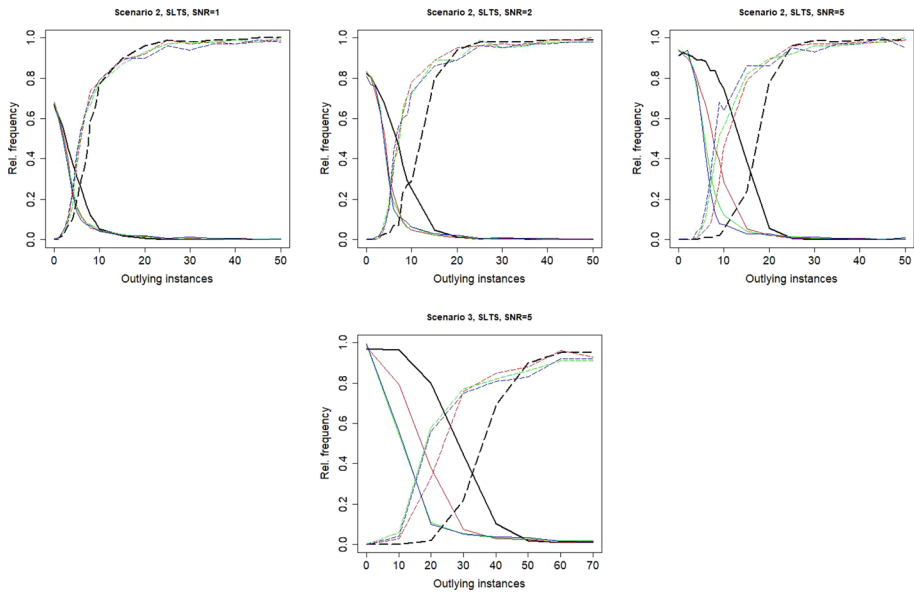 Scenario 2, SLTS, SNR=1
Rel. frequency
0.0 0.2 0.4 0.6 0.8 1.0
0 10 20 30 40 50
Outlying instances
Scenario 2, SLTS, SNR=2
Rel. frequency
0.0 0.2 0.4 0.6 0.8 1.0
0 10 20 30 40 50
Outlying instances
Scenario 2, SLTS, SNR=5
Rel. frequency
0.0 0.2 0.4 0.6 0.8 1.0
0 10 20 30 40 50
Outlying instances
Scenario 3, SLTS, SNR=5
Rel. frequency
0.0 0.2 0.4 0.6 0.8 1.0
0 10 20 30 40 50 60 70
Outlying instances